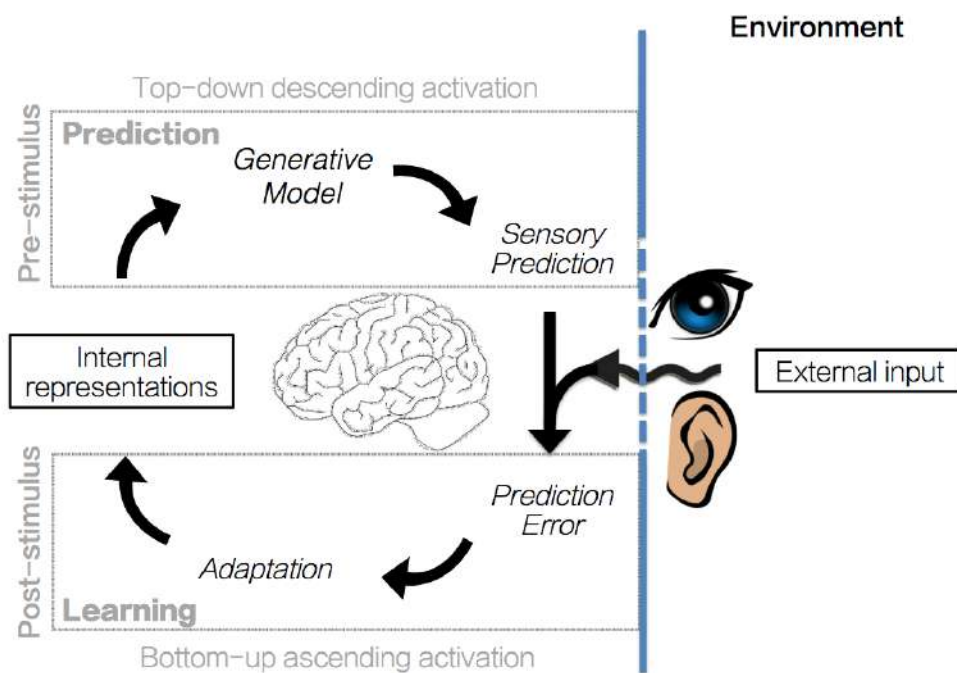 Environment
Top-down descending activation
Pre-stimulus
Prediction
Generative
Model
Sensory
Prediction
Internal
representations
External input
Post-stimulus
Prediction
Error
Adaptation
Learning
Bottom-up ascending activation